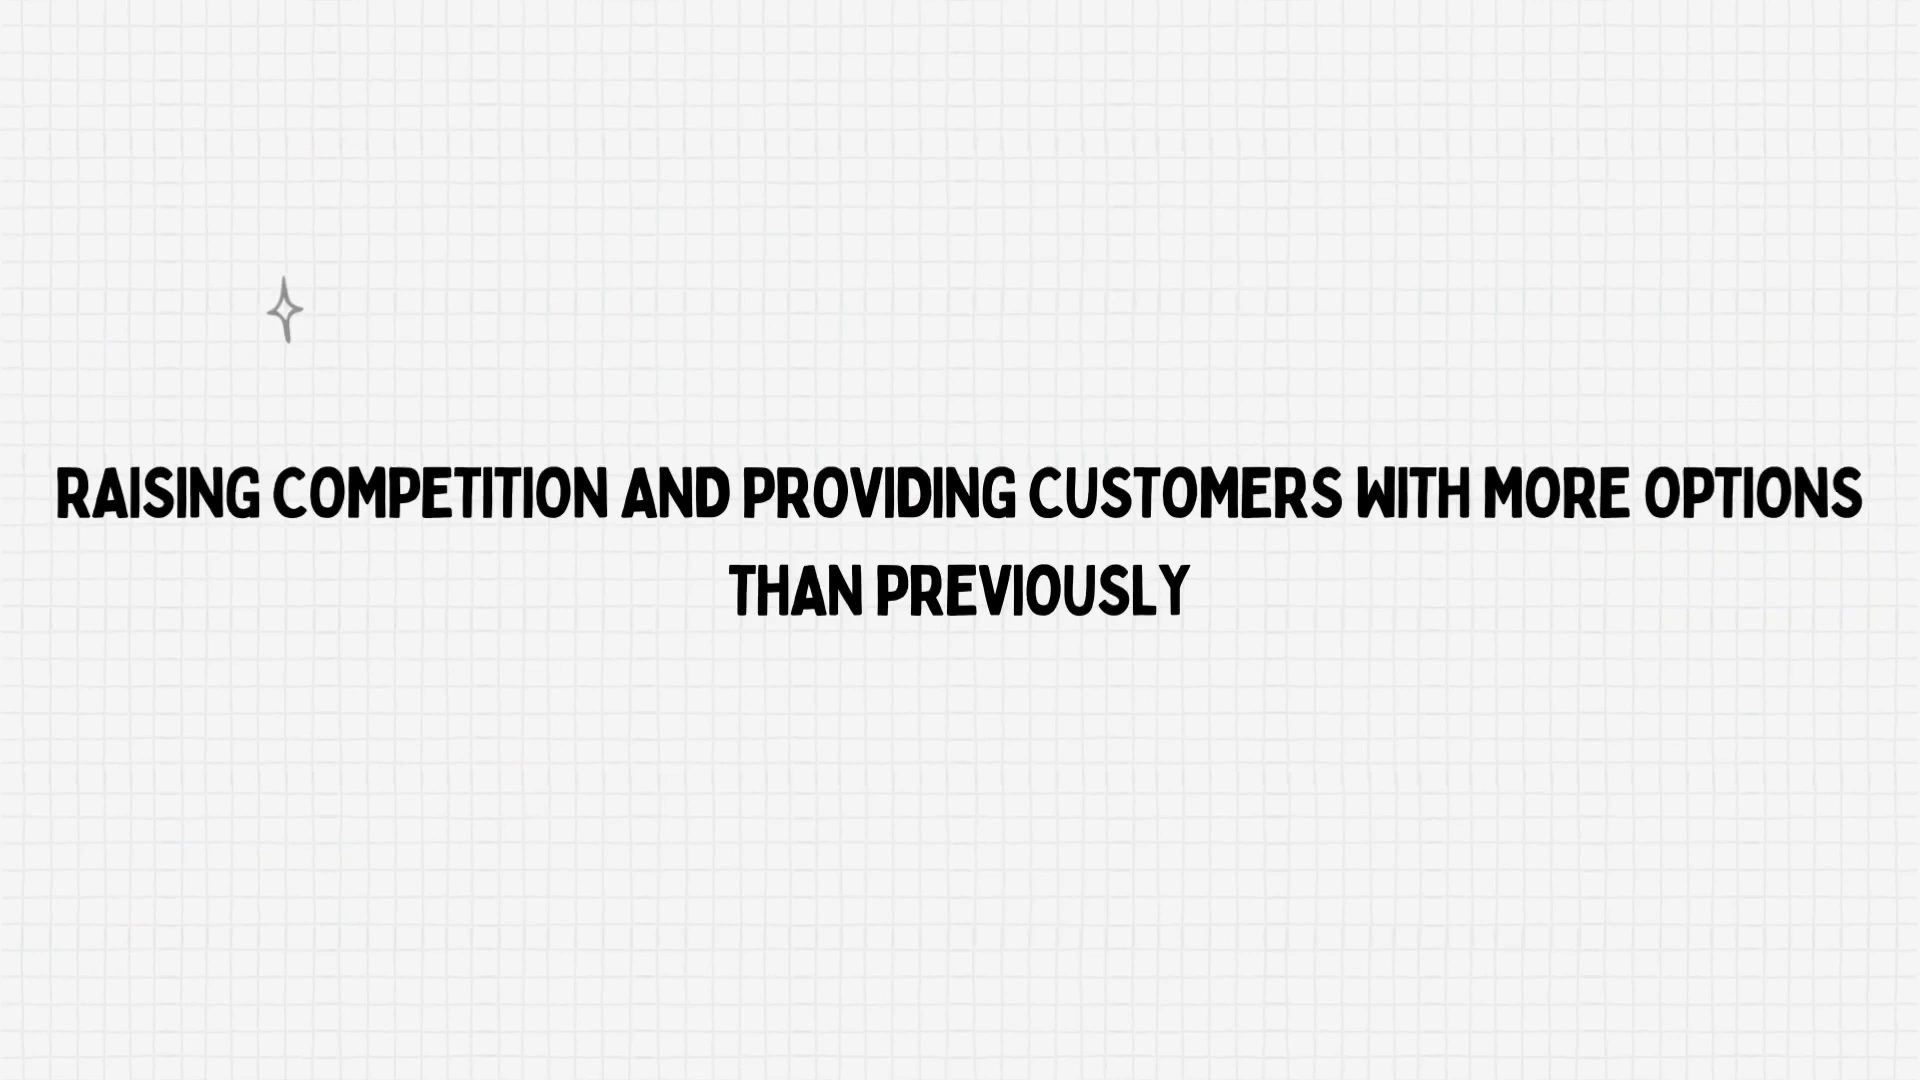 RAISING COMPETITION AND PROVIDING CUSTOMERS WITH MORE OPTIONS
THAN PREVIOUSLY